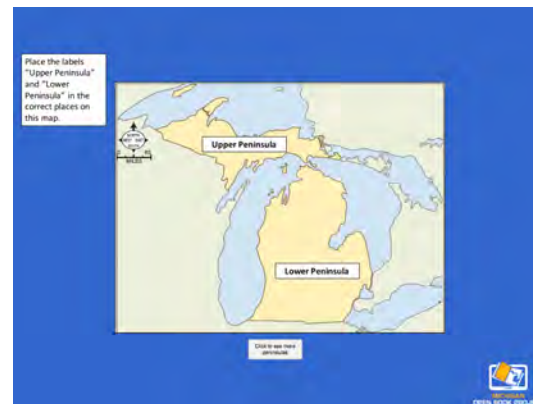 Place the labels
"Upper Peninsula"
and "Lower
Peninsula" in the
correct places on
this map.
Upper Peninsula
MILES
Lower Peninsula
Click to see more
peninsulas
MICHIGAN
OPEN BOOK PROJECT